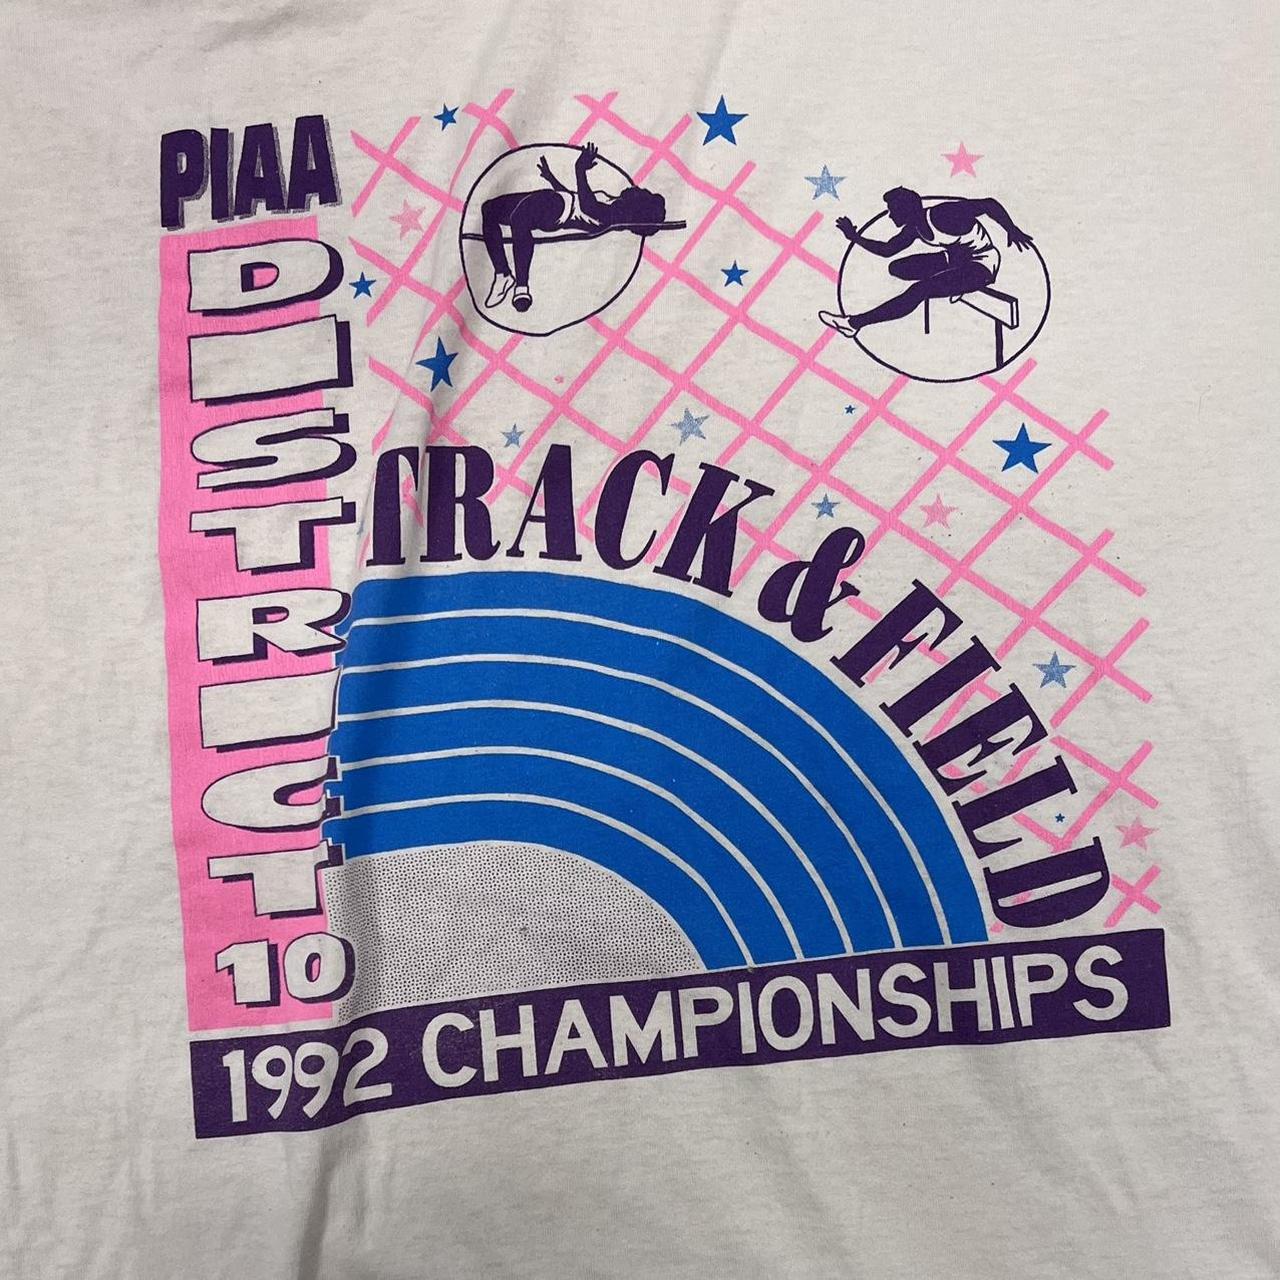 PIAA
DISTRICT
10
TRACK & FIELD
1992 CHAMPIONSHIPS